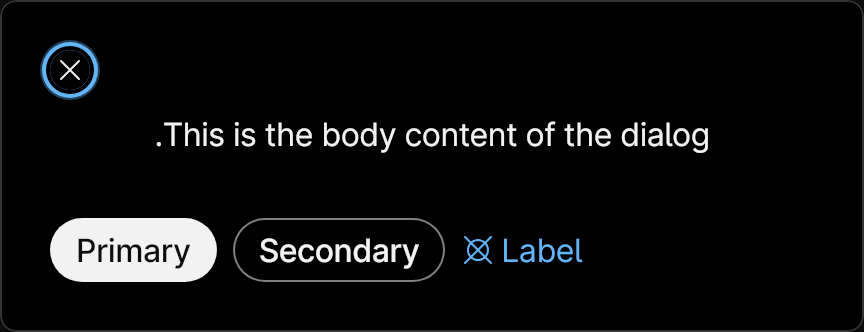 .This is the body content of the dialog
Primary
Secondary
Label